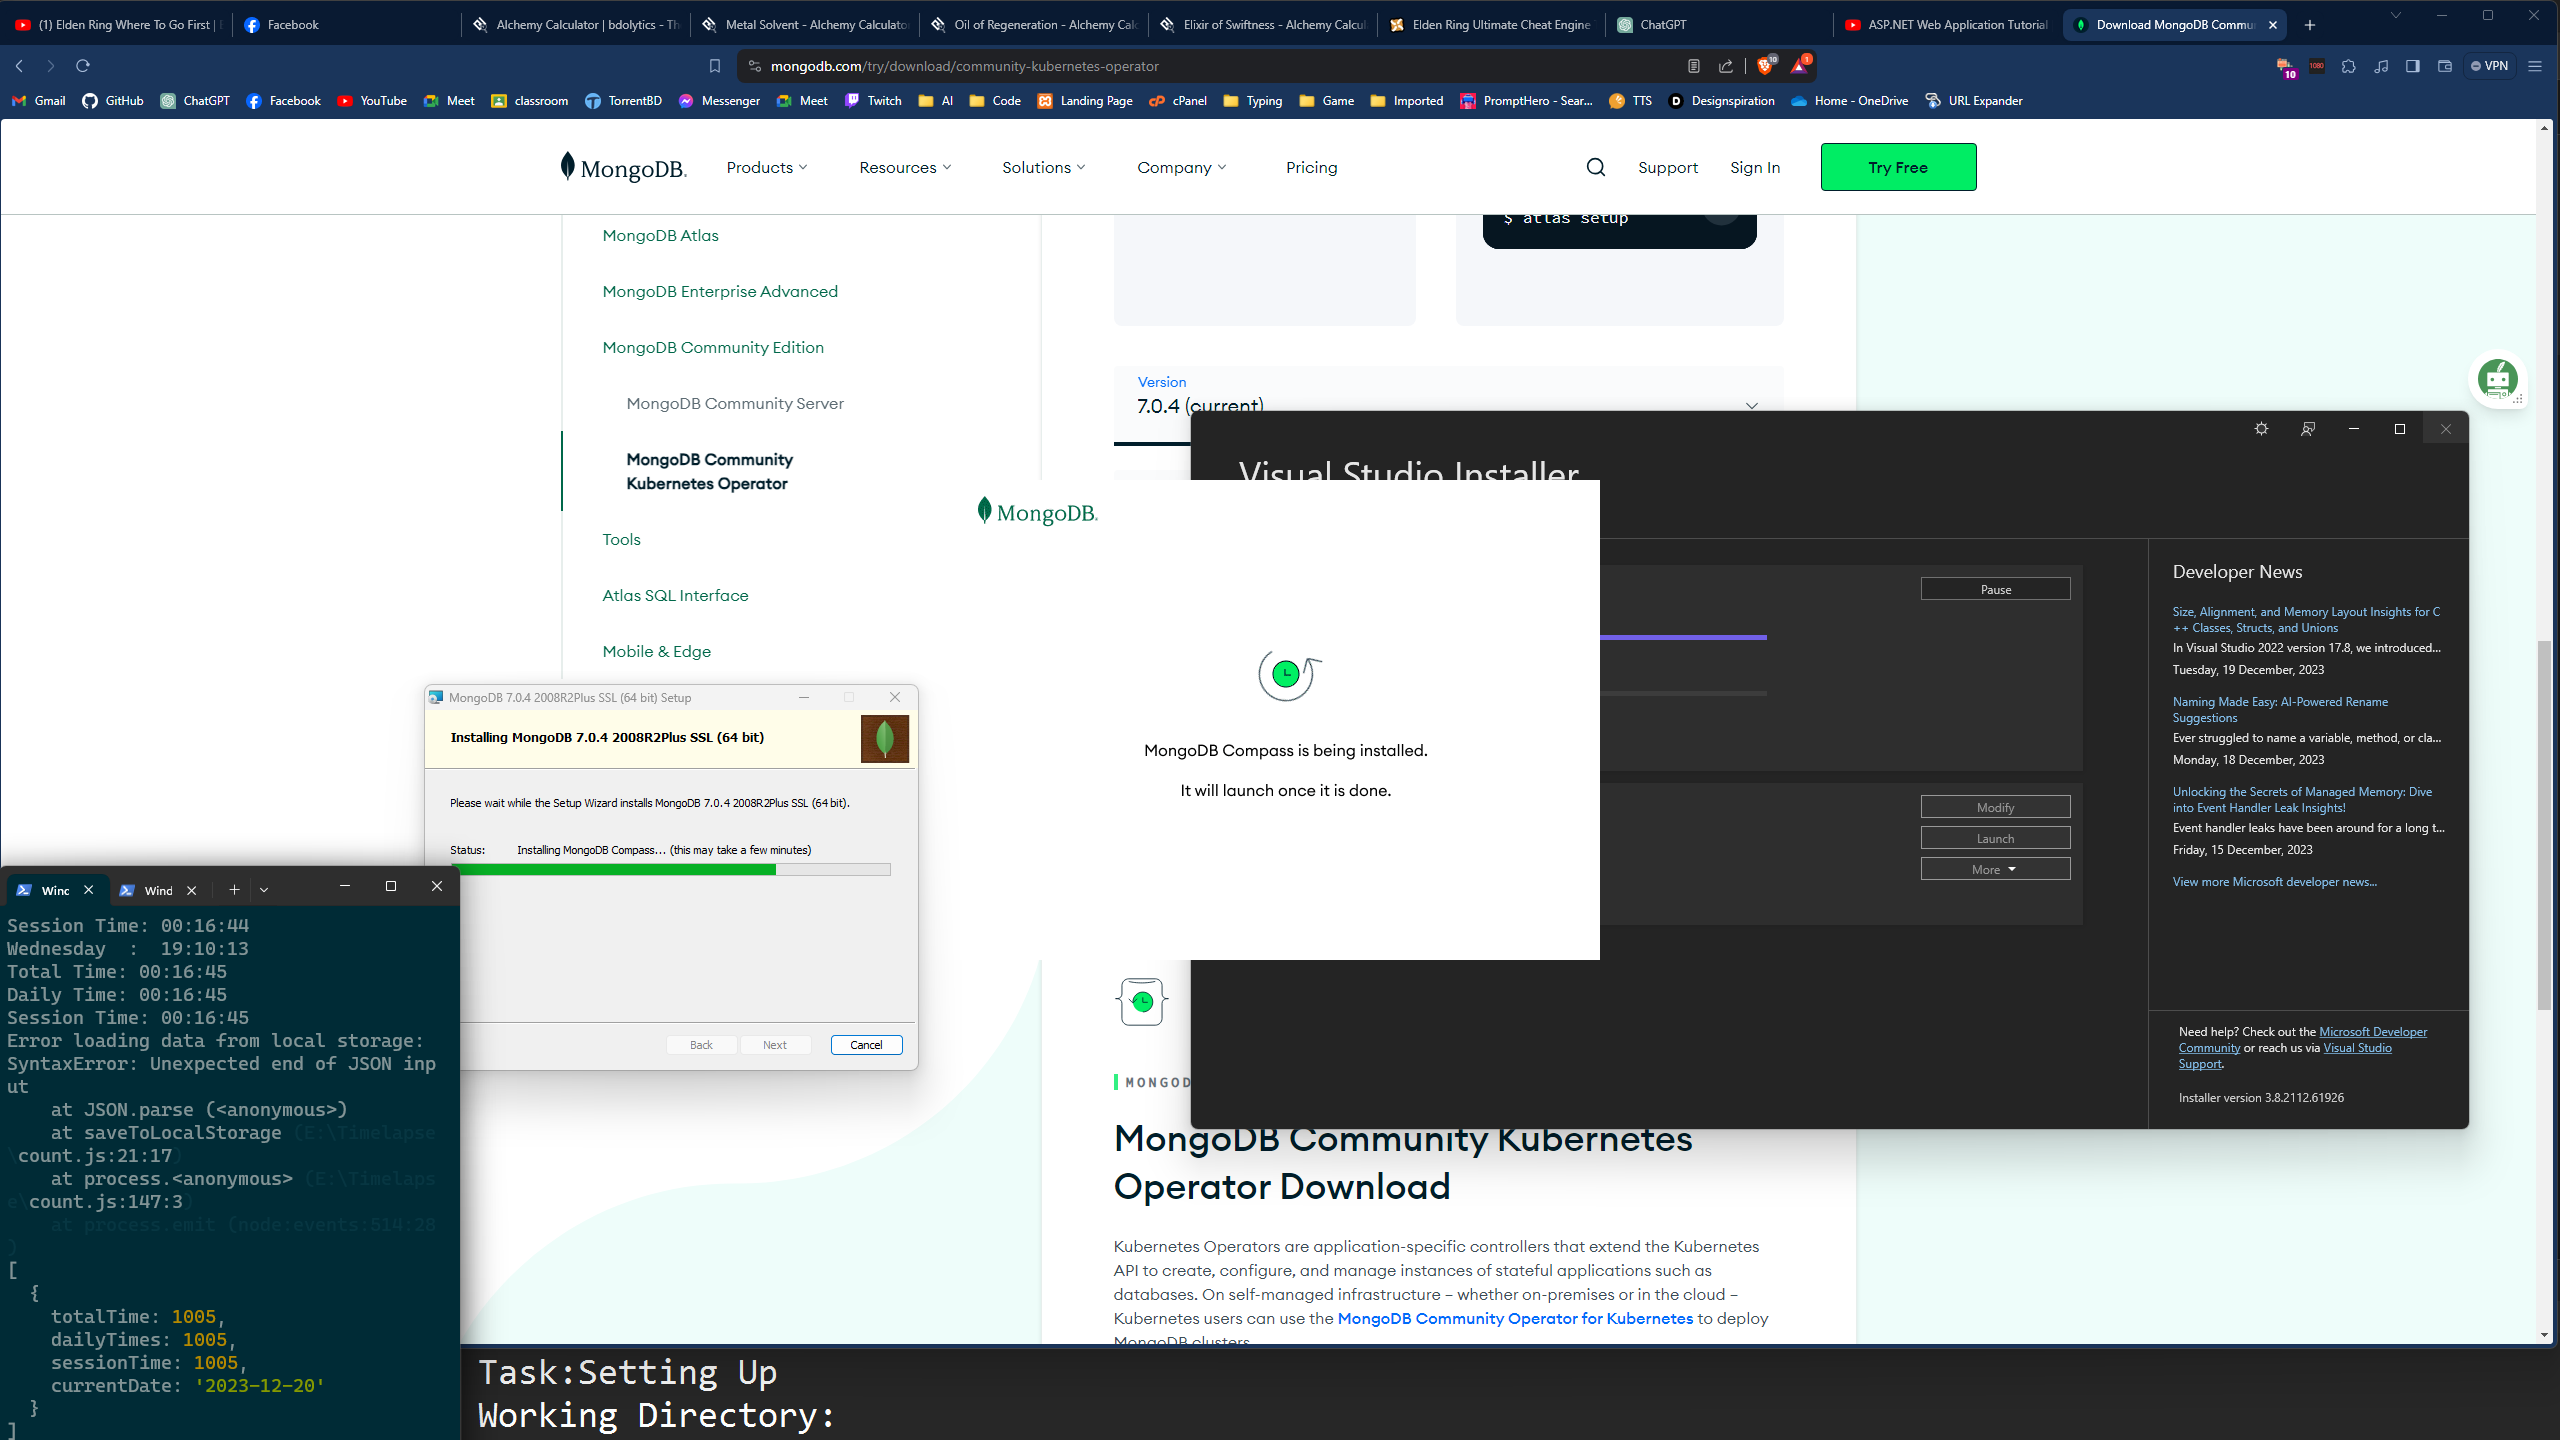 (1) Elden Ring Where To Go First |
Facebook
Alchemy Calculator | bdolytics - Th
Metal Solvent - Alchemy Calculato
Oil of Regeneration - Alchemy Calc
Elixir of Swiftness - Alchemy Calcul
Elden Ring Ultimate Cheat Engine
ChatGPT
ASP.NET Web Application Tutorial
Download MongoDB Commu
mongodb.com/try/download/community-kubernetes-operator
10
1
10
1080
VPN
Gmail
GitHub
ChatGPT
Facebook
YouTube
Meet
classroom
TorrentBD
Messenger
Meet
Twitch
AI
Code
Landing Page
cPanel
Typing
Game
Imported
PromptHero - Sear...
TTS
Designspiration
Home - OneDrive
URL Expander
MongoDB.
Products
Resources
Solutions
Company
Pricing
Support
Sign In
Try Free
MongoDB Atlas
MongoDB Enterprise Advanced
MongoDB Community Edition
MongoDB Community Server
MongoDB Community
Kubernetes Operator
Tools
Atlas SQL Interface
Mobile & Edge
$ atlas setup
Version
7.0.4 (current)
Visual Studio Installer
Pause
Modify
Launch
More
Developer News
Size, Alignment, and Memory Layout Insights for C
++ Classes, Structs, and Unions
In Visual Studio 2022 version 17.8, we introduced...
Tuesday, 19 December, 2023
Naming Made Easy: AI-Powered Rename
Suggestions
Ever struggled to name a variable, method, or cla...
Monday, 18 December, 2023
Unlocking the Secrets of Managed Memory: Dive
into Event Handler Leak Insights!
Event handler leaks have been around for a long t...
Friday, 15 December, 2023
View more Microsoft developer news...
Need help? Check out the Microsoft Developer
Community or reach us via Visual Studio
Support.
Installer version 3.8.2112.61926
MongoDB.
MongoDB Compass is being installed.
It will launch once it is done.
MongoDB 7.0.4 2008R2Plus SSL (64 bit) Setup
Installing MongoDB 7.0.4 2008R2Plus SSL (64 bit)
Please wait while the Setup Wizard installs MongoDB 7.0.4 2008R2Plus SSL (64 bit).
Status:
Installing MongoDB Compass... (this may take a few minutes)
Back
Next
Cancel
Winc
Wind
Session Time: 00:16:44
Wednesday  :  19:10:13
Total Time: 00:16:45
Daily Time: 00:16:45
Session Time: 00:16:45
Error loading data from local storage:
SyntaxError: Unexpected end of JSON inp
ut
at JSON.parse (<anonymous>)
at saveToLocalStorage (E:\Timelapse
\count.js:21:17)
at process.<anonymous> (E:\Timelaps
e\count.js:147:3)
at process.emit (node:events:514:28
)
[
{
totalTime: 1005,
dailyTimes: 1005,
sessionTime: 1005,
currentDate: '2023-12-20'
}
]
MONGOD
MongoDB Community Kubernetes
Operator Download
Kubernetes Operators are application-specific controllers that extend the Kubernetes
API to create, configure, and manage instances of stateful applications such as
databases. On self-managed infrastructure – whether on-premises or in the cloud –
Kubernetes users can use the MongoDB Community Operator for Kubernetes to deploy
MongoDB clusters.
Task:Setting Up
Working Directory: